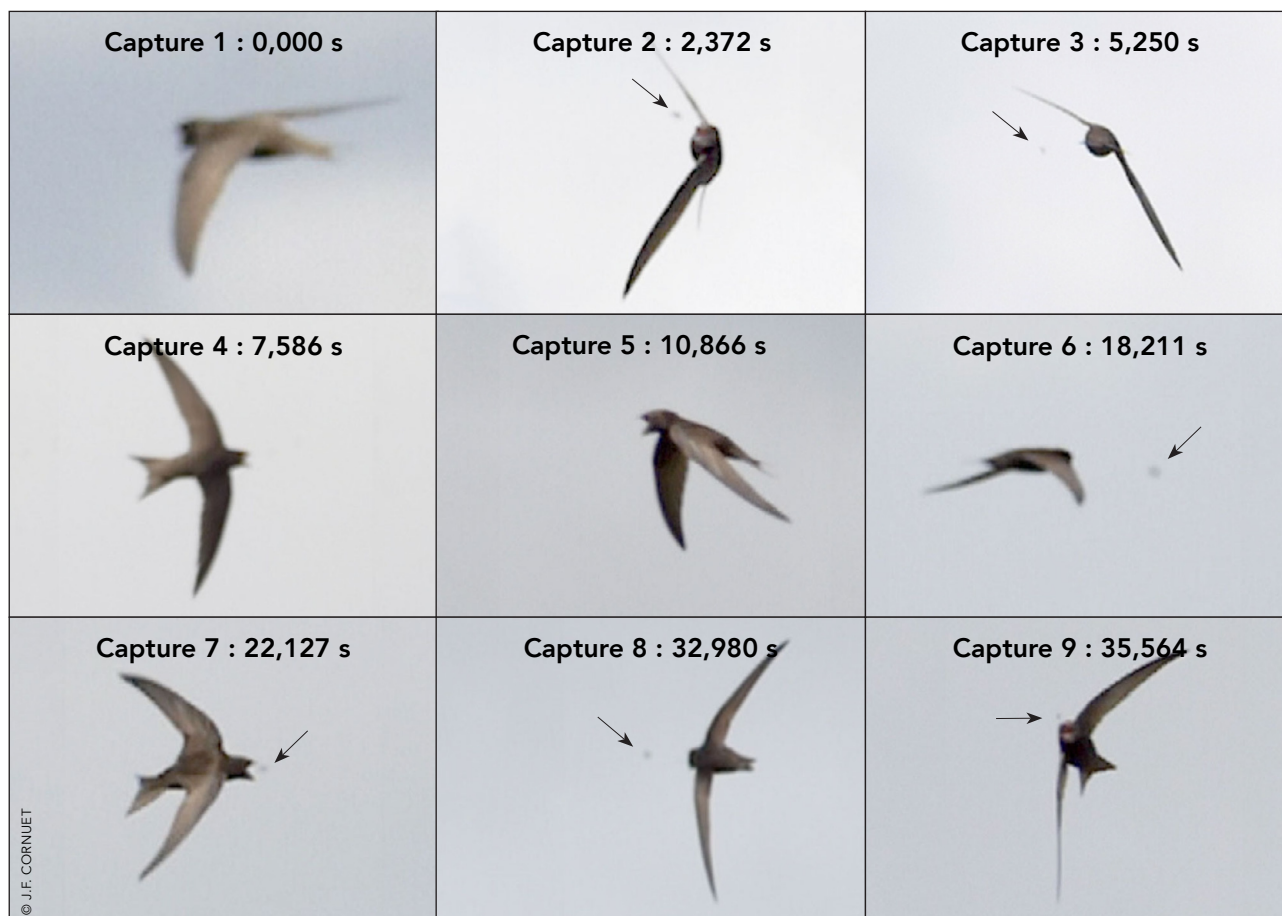 Capture 1 : 0,000 s
Capture 2 : 2,372 s
Capture 3 : 5,250 s
Capture 4 : 7,586 s
Capture 5 : 10,866 s
Capture 6 : 18,211 s
Capture 7 : 22,127 s
Capture 8 : 32,980 s
Capture 9 : 35,564 s
© J.F. CORNUET